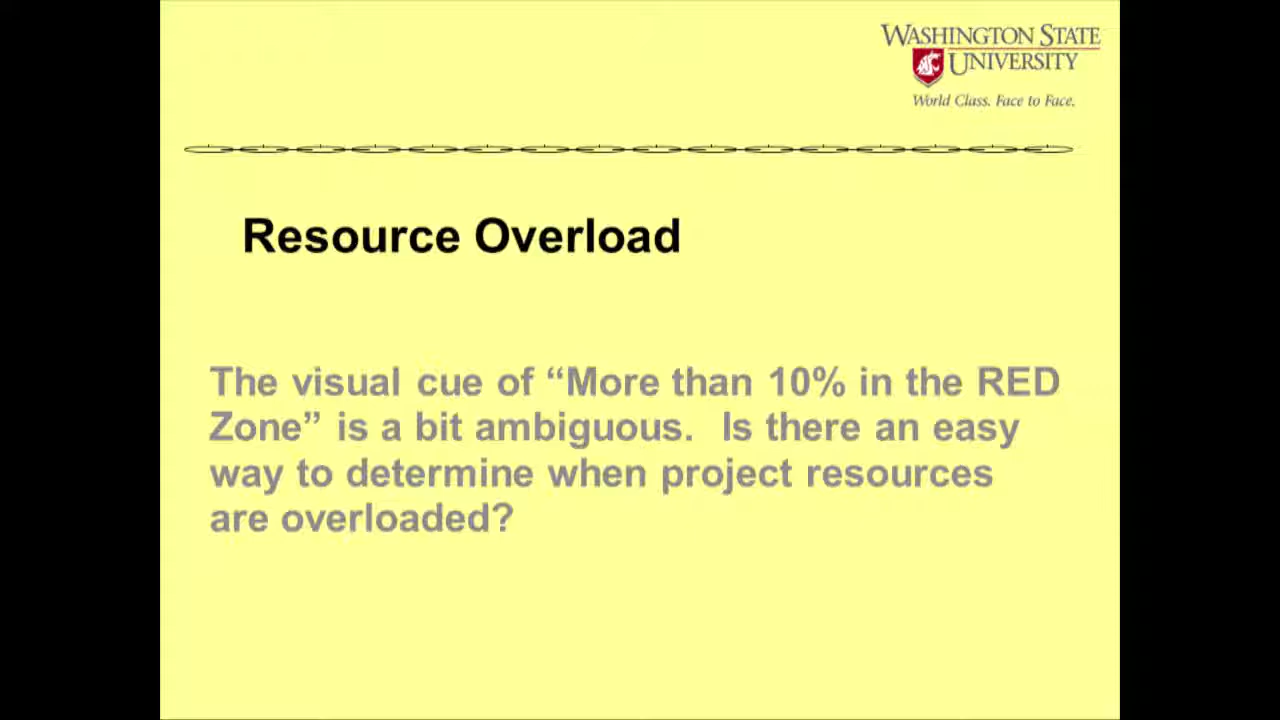 WASHINGTON STATE
UNIVERSITY
World Class. Face to Face.
Resource Overload
The visual cue of “More than 10% in the RED
Zone” is a bit ambiguous. Is there an easy
way to determine when project resources
are overloaded?